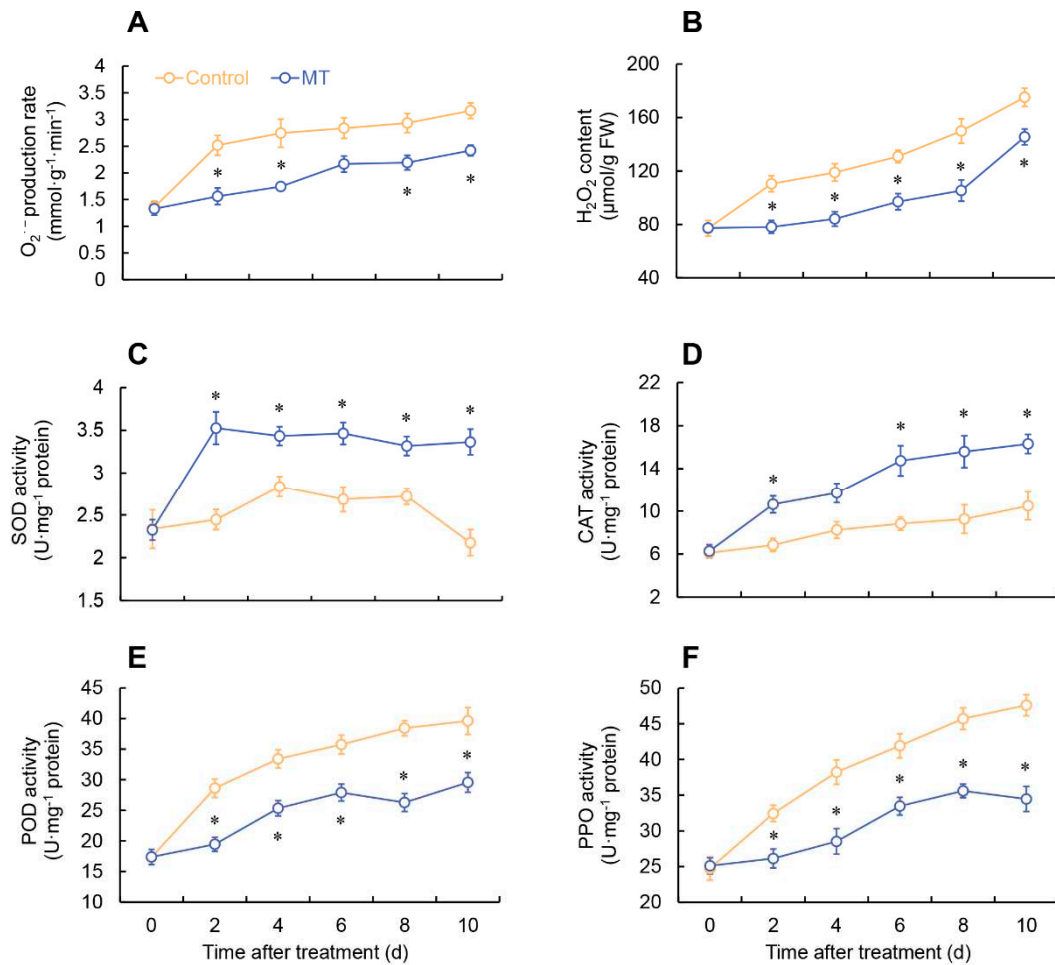 A
Control MT
O₂·⁻ production rate
(mmol·g⁻¹·min⁻¹)
4
3.5
3
2.5
2
1.5
1
0.5
0
* * * *
B
H₂O₂ content
(μmol/g FW)
200
160
120
80
40
* * * * *
C
SOD activity
(U·mg⁻¹ protein)
4
3.5
3
2.5
2
1.5
* * * * *
D
CAT activity
(U·mg⁻¹ protein)
22
18
14
10
6
2
* * * *
E
POD activity
(U·mg⁻¹ protein)
45
40
35
30
25
20
15
10
* * * * *
0 2 4 6 8 10
Time after treatment (d)
F
PPO activity
(U·mg⁻¹ protein)
50
45
40
35
30
25
20
* * * * *
0 2 4 6 8 10
Time after treatment (d)